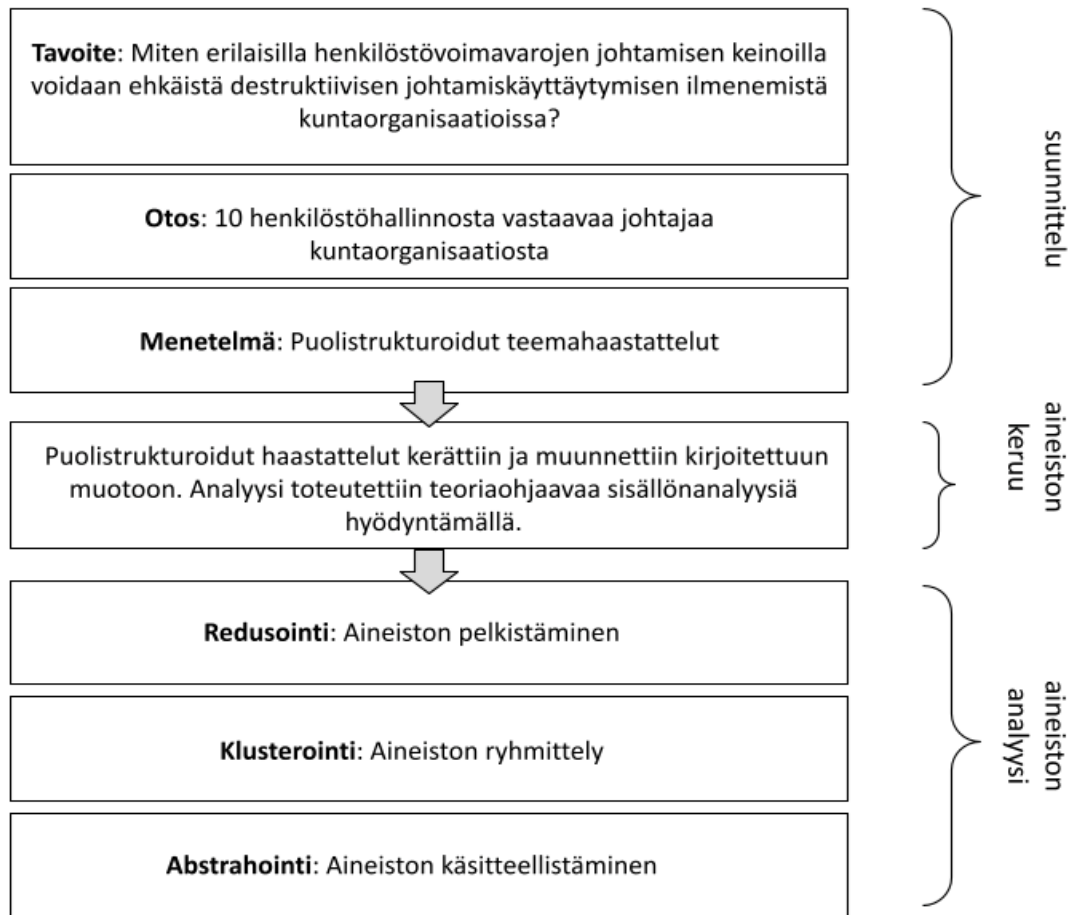 Tavoite: Miten erilaisilla henkilöstövoimavarojen johtamisen keinoilla
voidaan ehkäistä destruktiivisen johtamiskäyttäytymisen ilmenemistä
kuntaorganisaatioissa?
Otos: 10 henkilöstöhallinnosta vastaavaa johtajaa
kuntaorganisaatiosta
Menetelmä: Puolistrukturoidut teemahaastattelut
suunnittelu
Puolistrukturoidut haastattelut kerättiin ja muunnettiin kirjoitettuun
muotoon. Analyysi toteutettiin teoriaohjaavaa sisällönanalyysiä
hyödyntämällä.
aineiston
keruu
Redusointi: Aineiston pelkistäminen
Klusterointi: Aineiston ryhmittely
Abstrahointi: Aineiston käsitteellistäminen
aineiston
analyysi